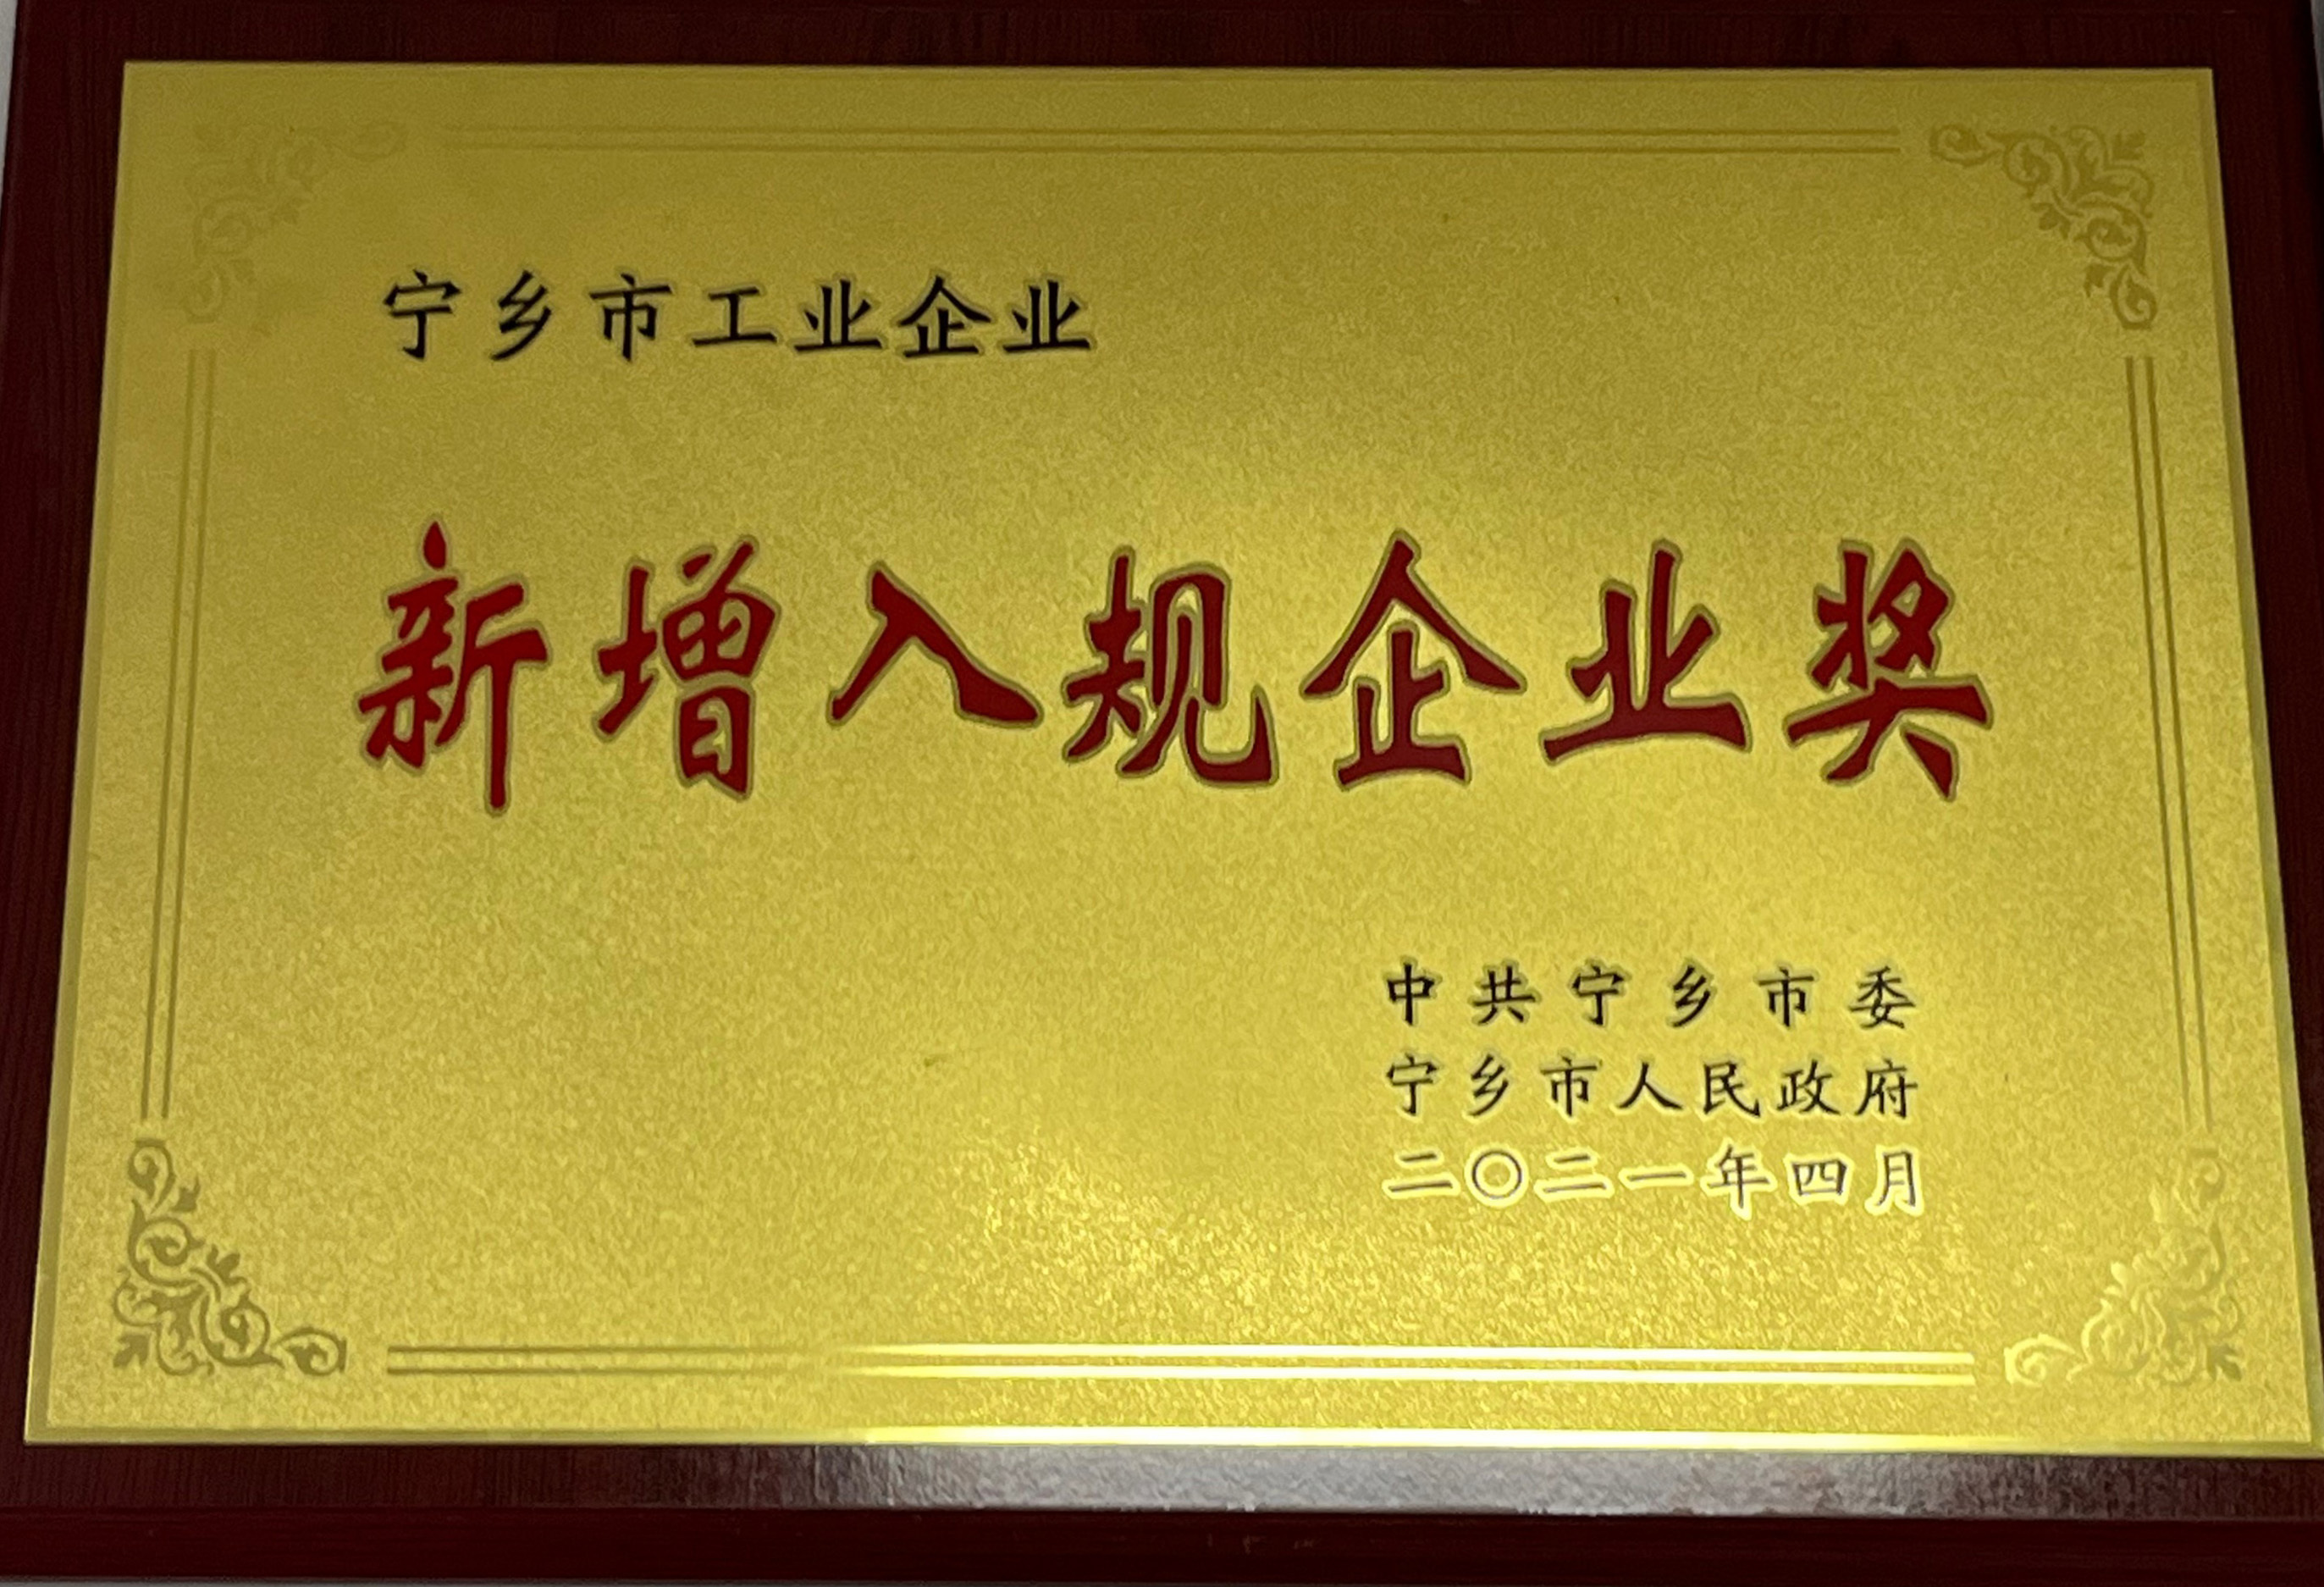 宁乡市工业企业
新增入规企业奖
中共宁乡市委
宁乡市人民政府
二〇二一年四月